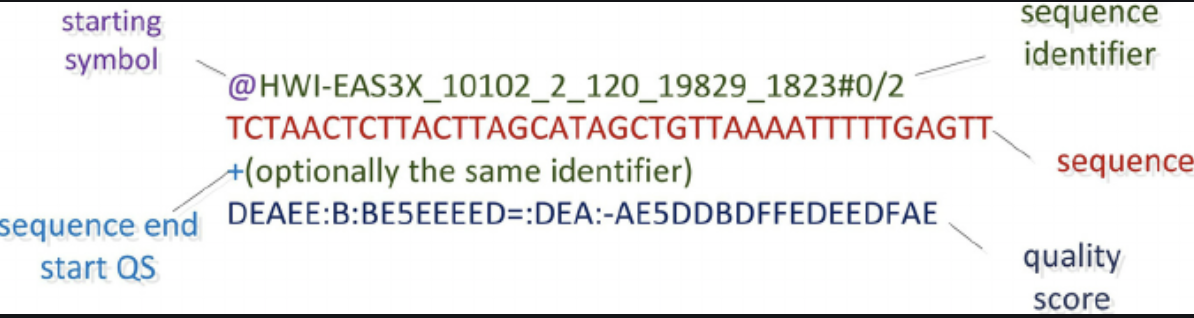 starting
symbol
sequence
identifier
@HWI-EAS3X_10102_2_120_19829_1823#0/2
TCTAACTCTTACTTAGCATAGCTGTTAAAATTTTTGAGTT
sequence
+(optionally the same identifier)
sequence end
start QS
DEAEE:B:BE5EEEED=:DEA:-AE5DDBDFFEDEEDFAE
quality
score